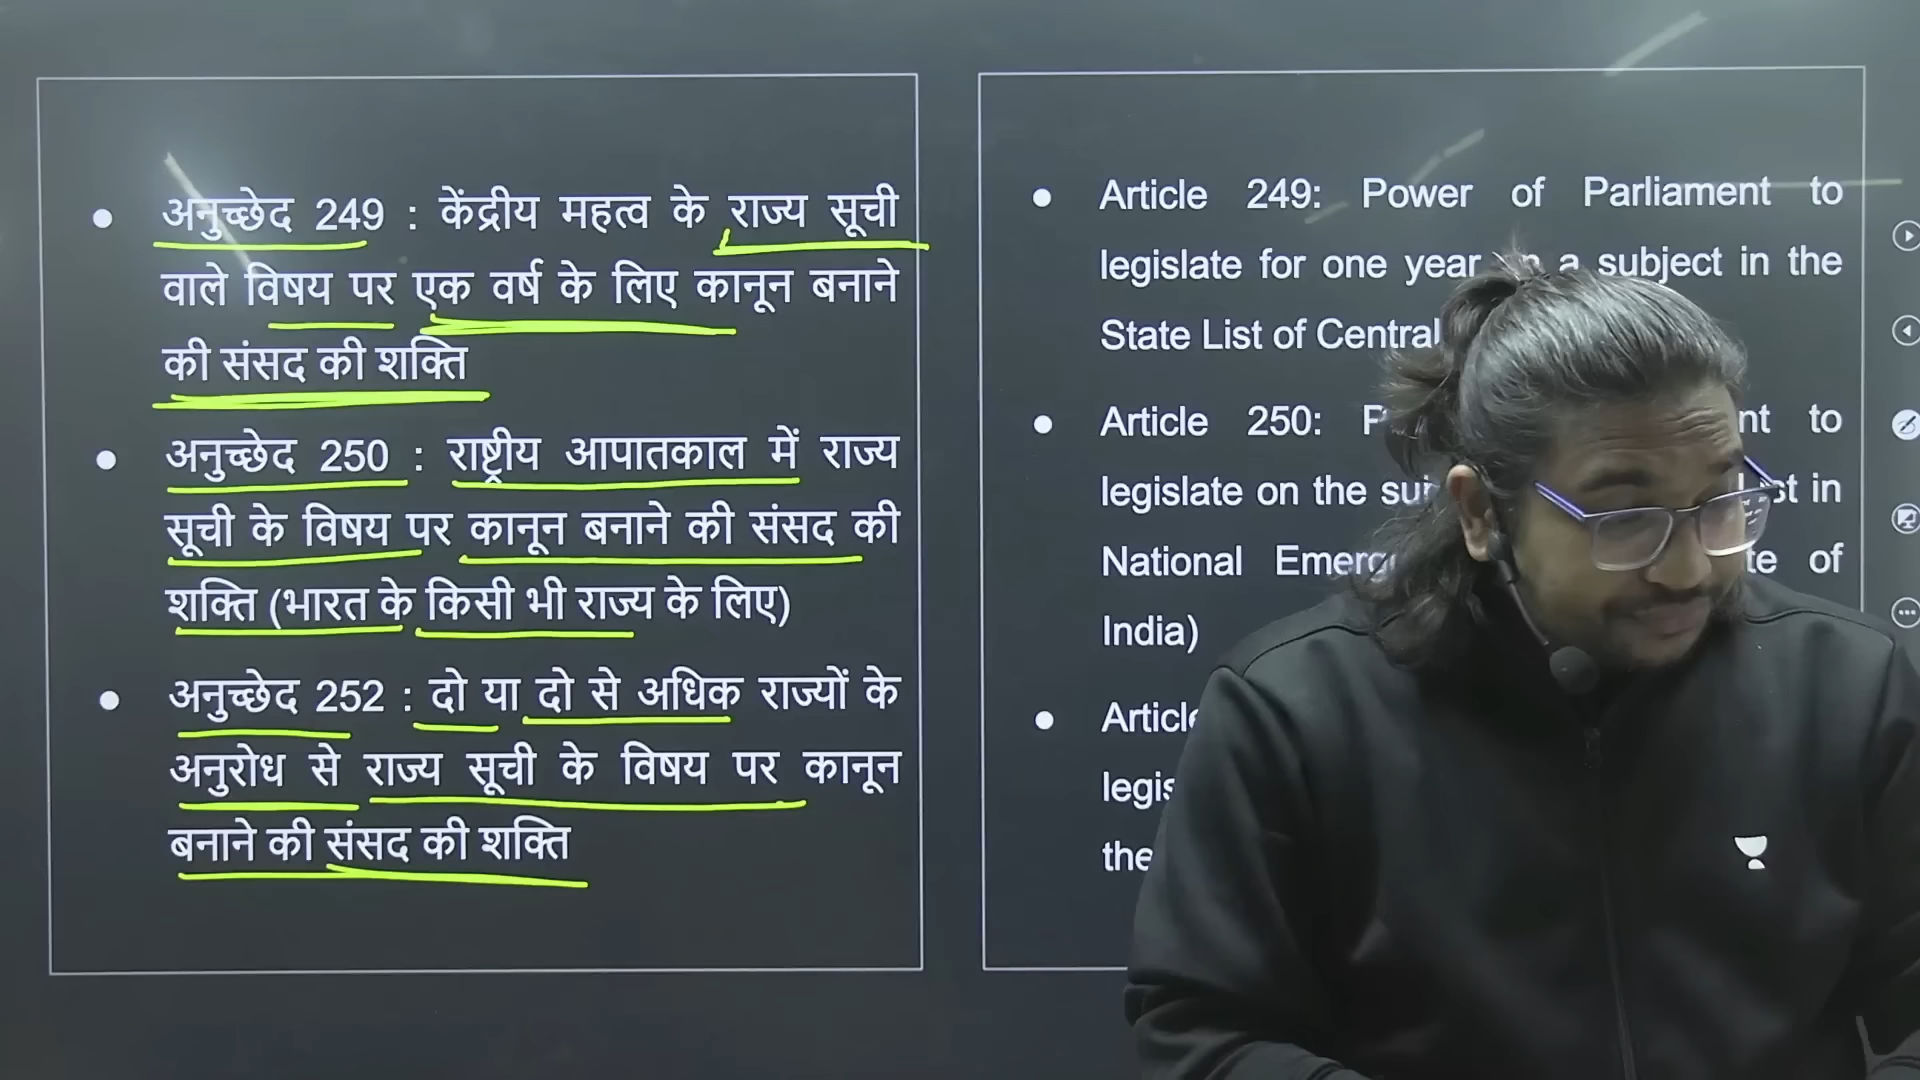 अनुच्छेद 249 : केंद्रीय महत्व के राज्य सूची
वाले विषय पर एक वर्ष के लिए कानून बनाने
की संसद की शक्ति
अनुच्छेद 250 : राष्ट्रीय आपातकाल में राज्य
सूची के विषय पर कानून बनाने की संसद की
शक्ति (भारत के किसी भी राज्य के लिए)
अनुच्छेद 252 : दो या दो से अधिक राज्यों के
अनुरोध से राज्य सूची के विषय पर कानून
बनाने की संसद की शक्ति
Article 249: Power of Parliament to
legislate for one year a subject in the
State List of Central
Article 250: to
legislate on the in
National of
India)